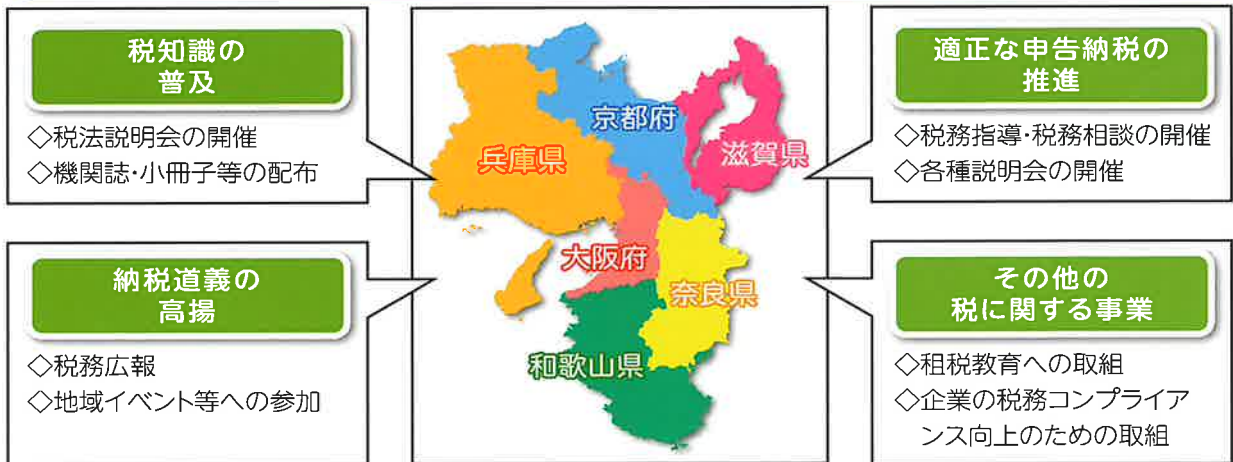 税知識の
普及
◇税法説明会の開催
◇機関誌・小冊子等の配布
納税道義の
高揚
◇税務広報
◇地域イベント等への参加
京都府
兵庫県
滋賀県
大阪府
奈良県
和歌山県
適正な申告納税の
推進
◇税務指導・税務相談の開催
◇各種説明会の開催
その他の
税に関する事業
◇租税教育への取組
◇企業の税務コンプライア
ンス向上のための取組